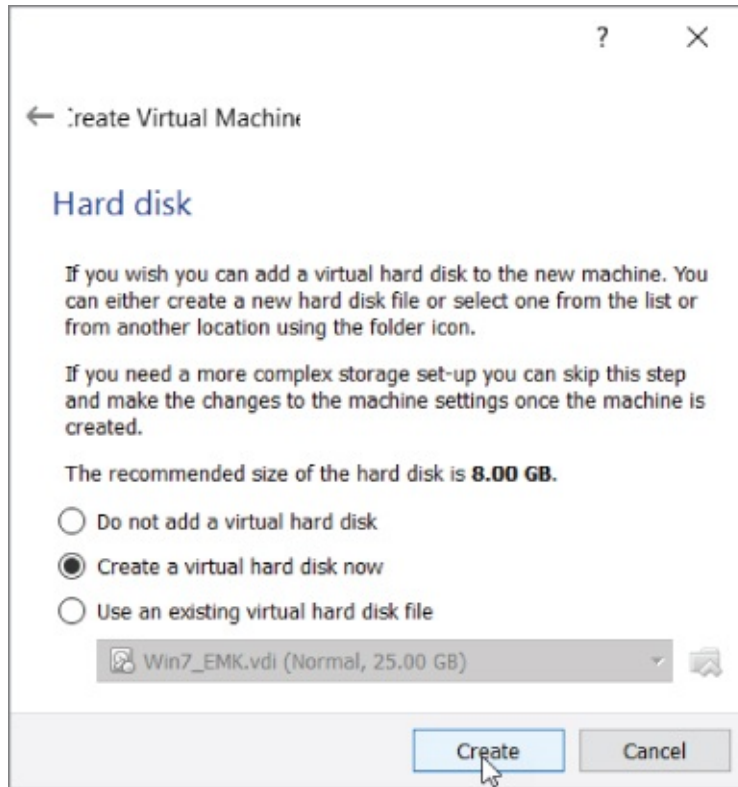 ?
:reate Virtual Machin
Hard disk
If you wish you can add a virtual hard disk to the new machine. You
can either create a new hard disk file or select one from the list or
from another location using the folder icon.
If you need a more complex storage set-up you can skip this step
and make the changes to the machine settings once the machine is
created.
The recommended size of the hard disk is 8.00 GB.
Do not add a virtual hard disk
Create a virtual hard disk now
Use an existing virtual hard disk file
Win7_EMK.vdi (Normal, 25.00 GB)
Create Cancel